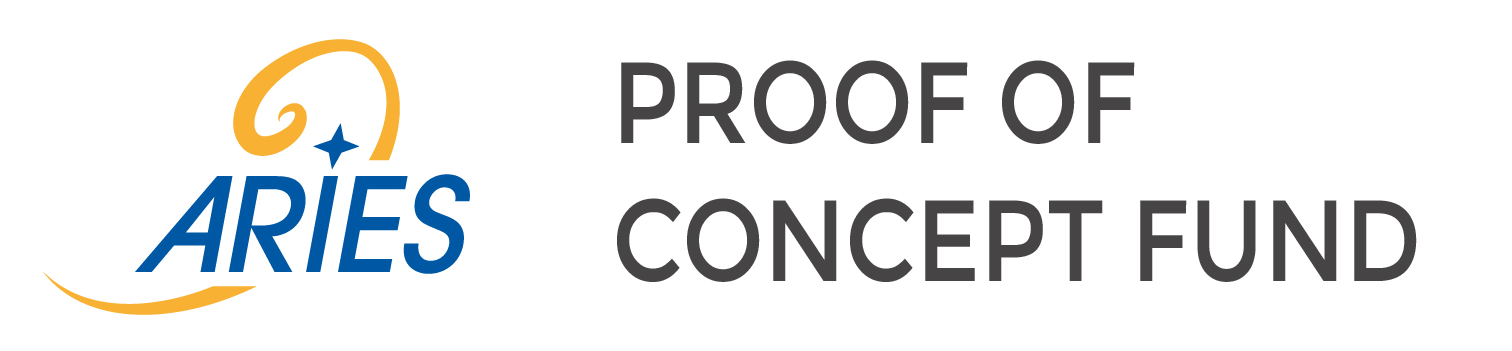 ARIES
PROOF OF
CONCEPT FUND